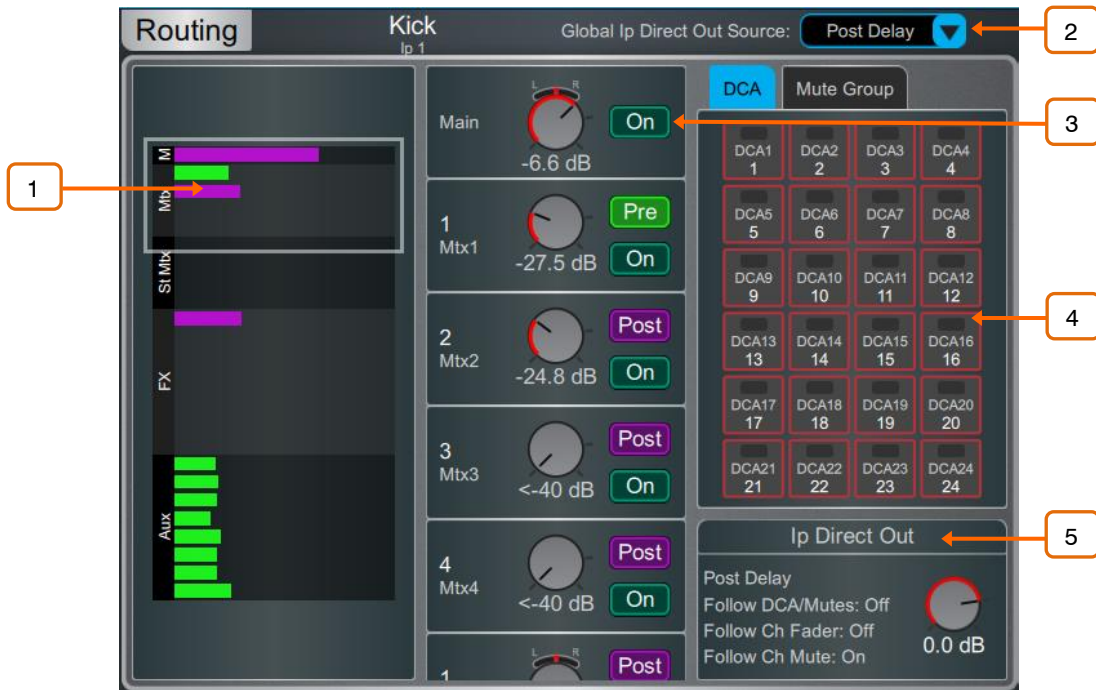 Routing
Kick
Ip 1
Global Ip Direct Out Source:
Post Delay
2
1
M
Mtx
St Mtx
FX
Aux
L R
Main
On
-6.6 dB
3
1
Mtx1
Pre
-27.5 dB
On
2
Mtx2
Post
-24.8 dB
On
3
Mtx3
Post
<-40 dB
On
4
Mtx4
Post
<-40 dB
On
L R
1
Post
DCA
Mute Group
DCA1 DCA2 DCA3 DCA4
1 2 3 4
DCA5 DCA6 DCA7 DCA8
5 6 7 8
DCA9 DCA10 DCA11 DCA12
9 10 11 12
DCA13 DCA14 DCA15 DCA16
13 14 15 16
DCA17 DCA18 DCA19 DCA20
17 18 19 20
DCA21 DCA22 DCA23 DCA24
21 22 23 24
4
Ip Direct Out
5
Post Delay
Follow DCA/Mutes: Off
Follow Ch Fader: Off
Follow Ch Mute: On
0.0 dB